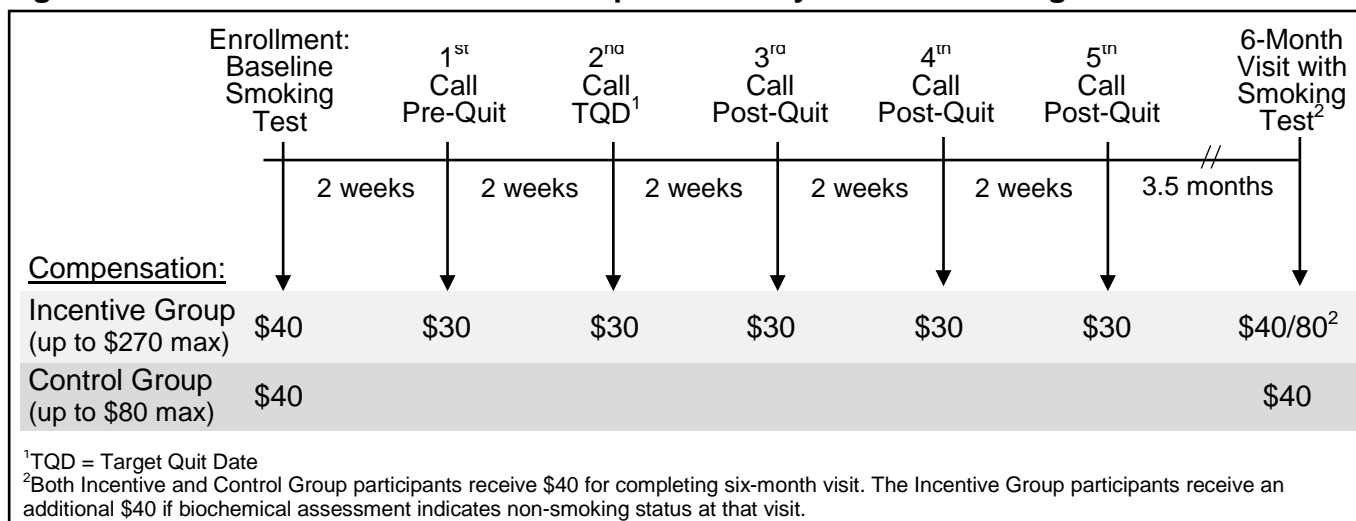 Enrollment:
Baseline
Smoking
Test
1st
Call
Pre-Quit
2nd
Call
TQD1
3rd
Call
Post-Quit
4th
Call
Post-Quit
5th
Call
Post-Quit
6-Month
Visit with
Smoking
Test2
2 weeks 2 weeks 2 weeks 2 weeks 2 weeks 3.5 months
Compensation:
Incentive Group
(up to $270 max)
$40 $30 $30 $30 $30 $30 $40/802
Control Group
(up to $80 max)
$40 $40
1TQD = Target Quit Date
2Both Incentive and Control Group participants receive $40 for completing six-month visit. The Incentive Group participants receive an
additional $40 if biochemical assessment indicates non-smoking status at that visit.